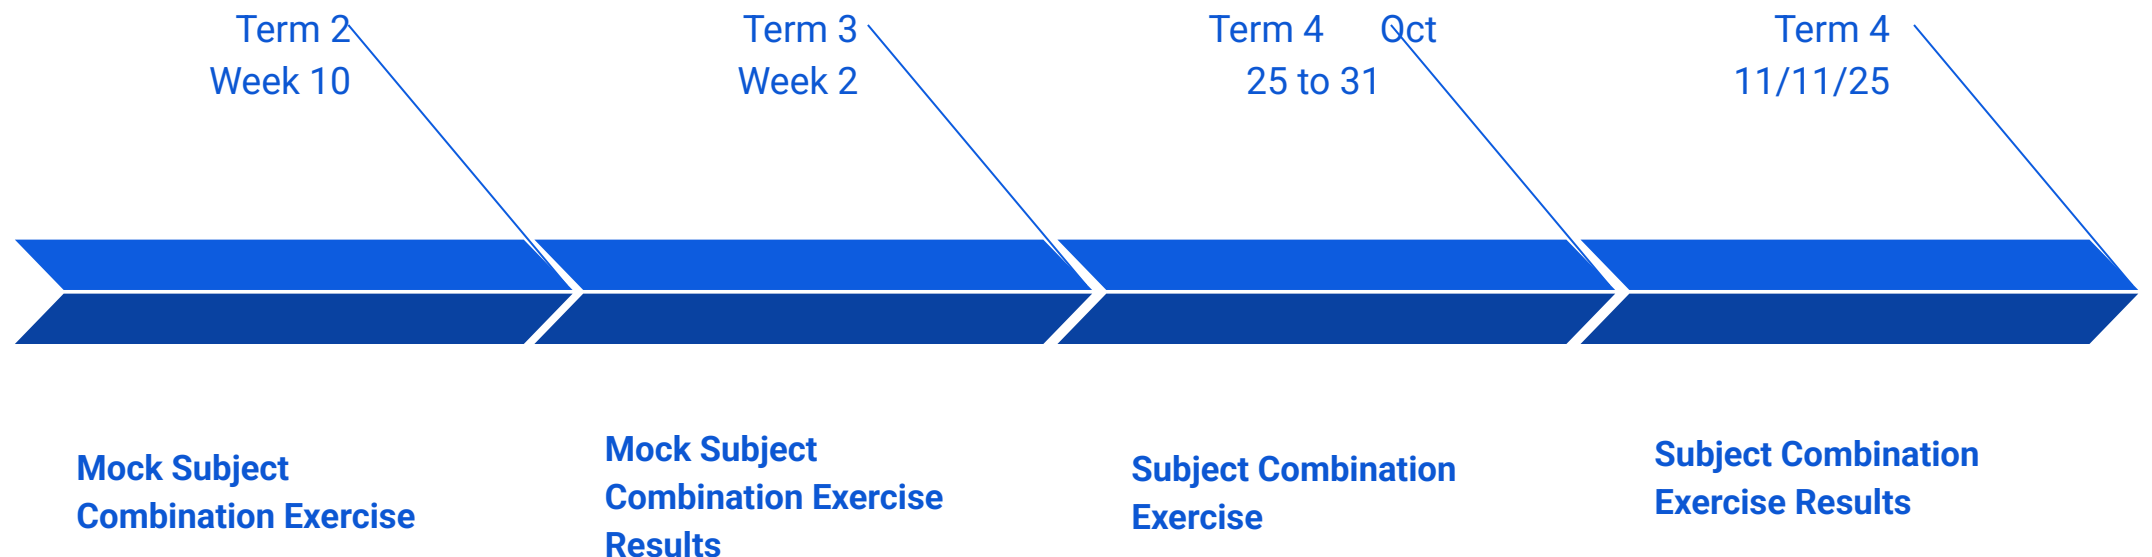 Term 2
Week 10
Term 3
Week 2
Term 4 Oct
25 to 31
Term 4
11/11/25
Mock Subject
Combination Exercise
Mock Subject
Combination Exercise
Results
Subject Combination
Exercise
Subject Combination
Exercise Results